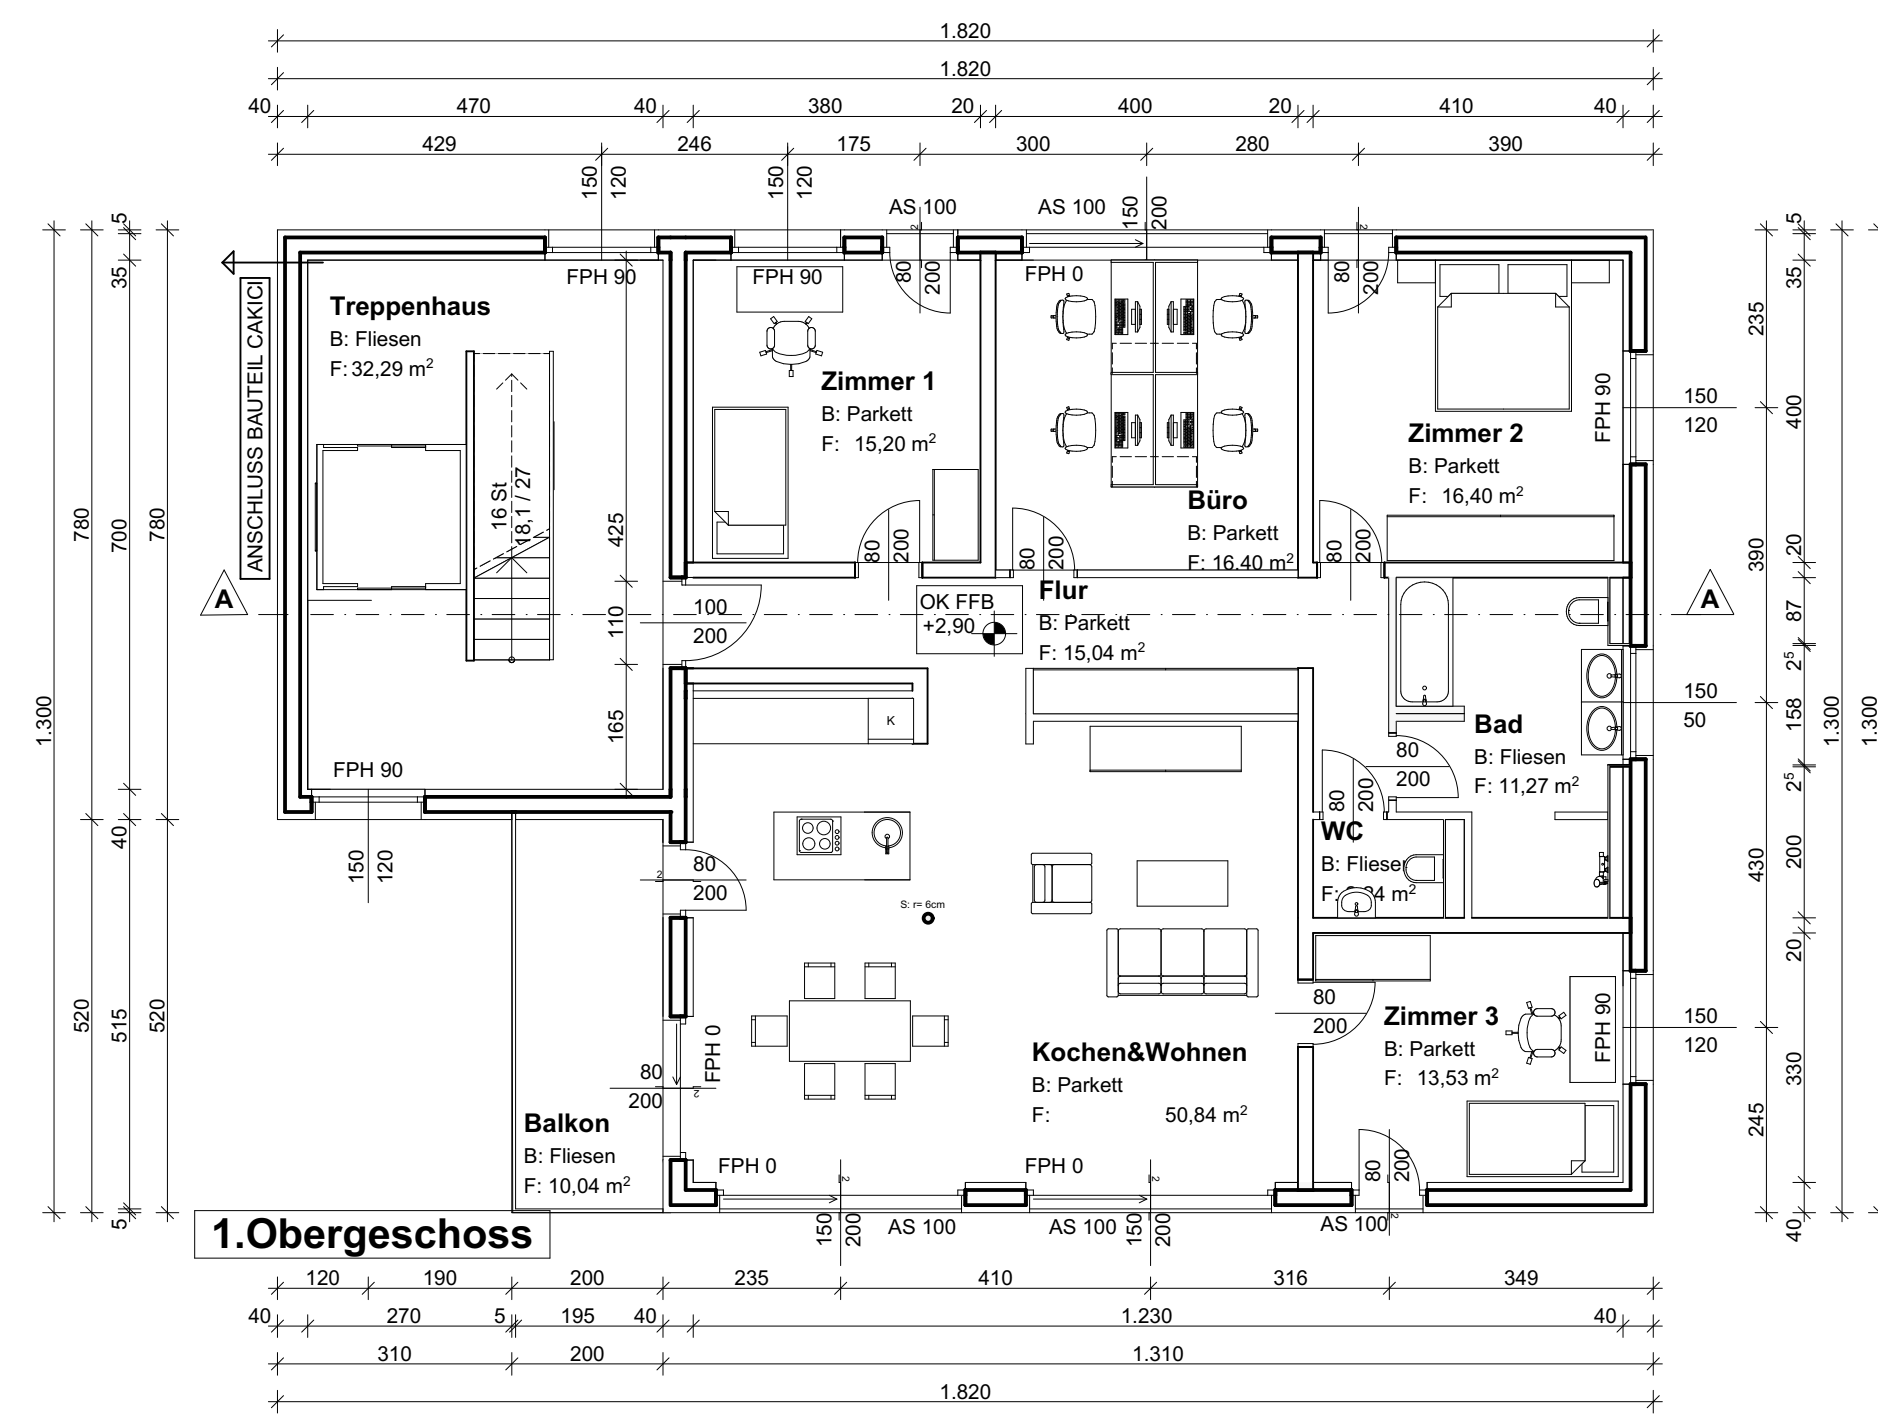 1.820
1.820
40 470 40 380 20 400 20 410 40
429 246 175 300 280 390
150 120
150 120
AS 100
AS 100
150 200
FPH 90
FPH 90
80 200
FPH 0
80 200
ANSCHLUSS BAUTEIL CAKICI
Treppenhaus
B: Fliesen
F: 32,29 m²
16 St
18,1 / 27
Zimmer 1
B: Parkett
F: 15,20 m²
Büro
B: Parkett
F: 16,40 m²
Zimmer 2
B: Parkett
F: 16,40 m²
FPH 90
150
120
80 200
80 200
80 200
425
110
165
A
A
100
200
OK FFB
+2,90
Flur
B: Parkett
F: 15,04 m²
K
Bad
B: Fliesen
F: 11,27 m²
150
50
80
200
80 200
WC
B: Fliesen
m²
FPH 90
150 120
80
200
S: r= 6cm
FPH 0
80
200
Kochen&Wohnen
B: Parkett
F: 50,84 m²
80
200
Zimmer 3
B: Parkett
F: 13,53 m²
FPH 90
150
120
Balkon
B: Fliesen
F: 10,04 m²
FPH 0
FPH 0
80 200
150 200
AS 100
AS 100
150 200
AS 100
1.Obergeschoss
1.300
780 520
5 35 700 40 515 5
780 520
235 390 430 245
5 35 400 20 87 2⁵ 158 2⁵ 200 20 330 40
1.300
1.300
120 190 200 235 410 316 349
40 270 5 195 40 1.230 40
310 200 1.310
1.820